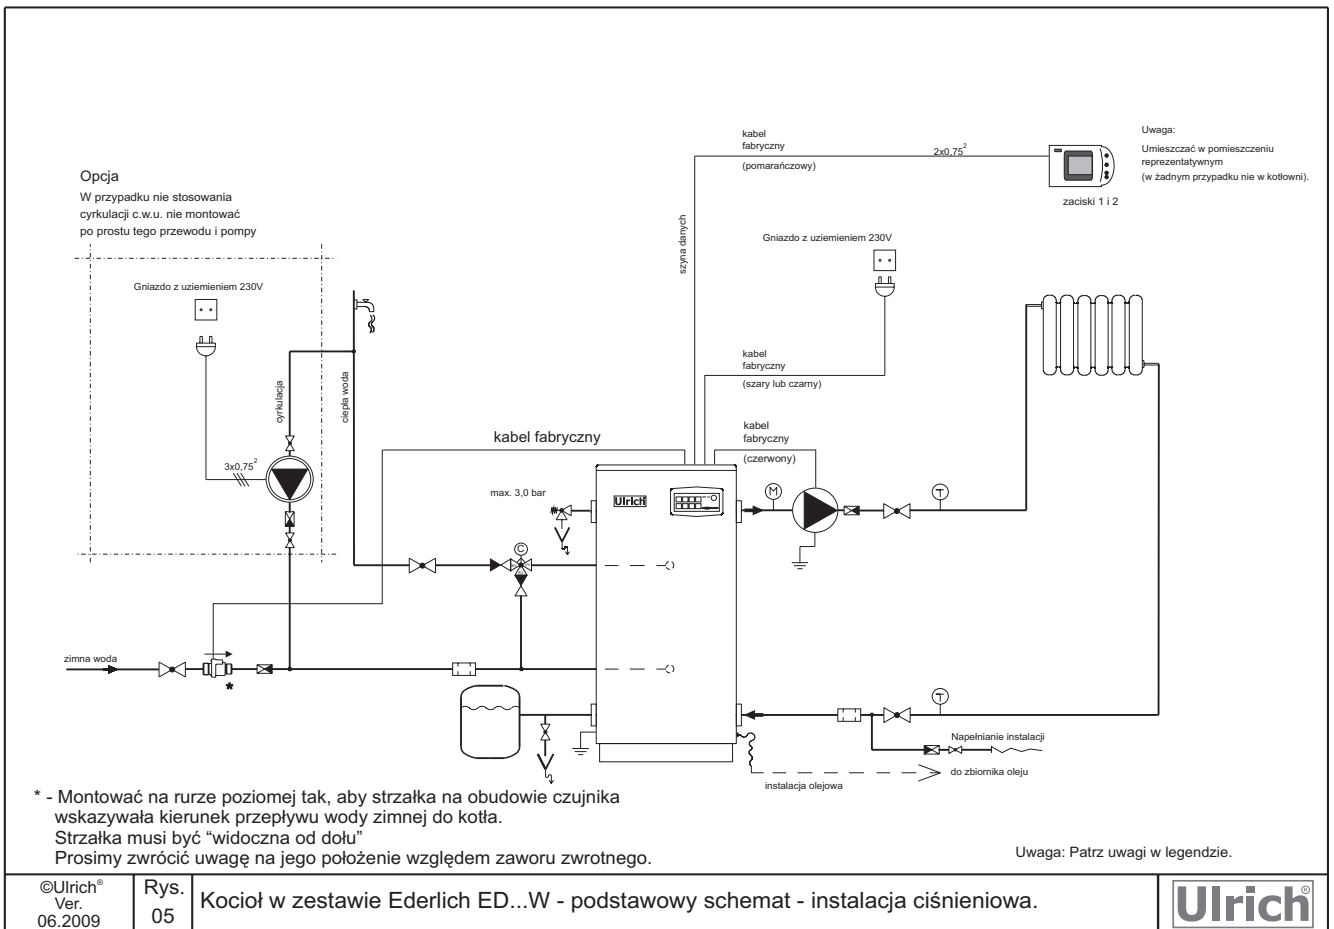 kabel
fabryczny
(pomarańczowy)
2x0,75²
Uwaga:
Umieszczać w pomieszczeniu
reprezentatywnym
(w żadnym przypadku nie w kotłowni).
zaciski 1 i 2
Opcja
W przypadku nie stosowania
cyrkulacji c.w.u. nie montować
po prostu tego przewodu i pompy
szyna danych
Gniazdo z uziemieniem 230V
Gniazdo z uziemieniem 230V
kabel
fabryczny
(szary lub czarny)
cyrkulacja
ciepła woda
kabel
fabryczny
(czerwony)
kabel fabryczny
3x0,75²
max. 3,0 bar
Ulrich
M
T
C
zimna woda
*
T
Napełnianie instalacji
do zbiornika oleju
instalacja olejowa
* - Montować na rurze poziomej tak, aby strzałka na obudowie czujnika
wskazywała kierunek przepływu wody zimnej do kotła.
Strzałka musi być “widoczna od dołu”
Prosimy zwrócić uwagę na jego położenie względem zaworu zwrotnego.
Uwaga: Patrz uwagi w legendzie.
©Ulrich®
Ver.
06.2009
Rys.
05
Kocioł w zestawie Ederlich ED...W - podstawowy schemat - instalacja ciśnieniowa.
Ulrich®